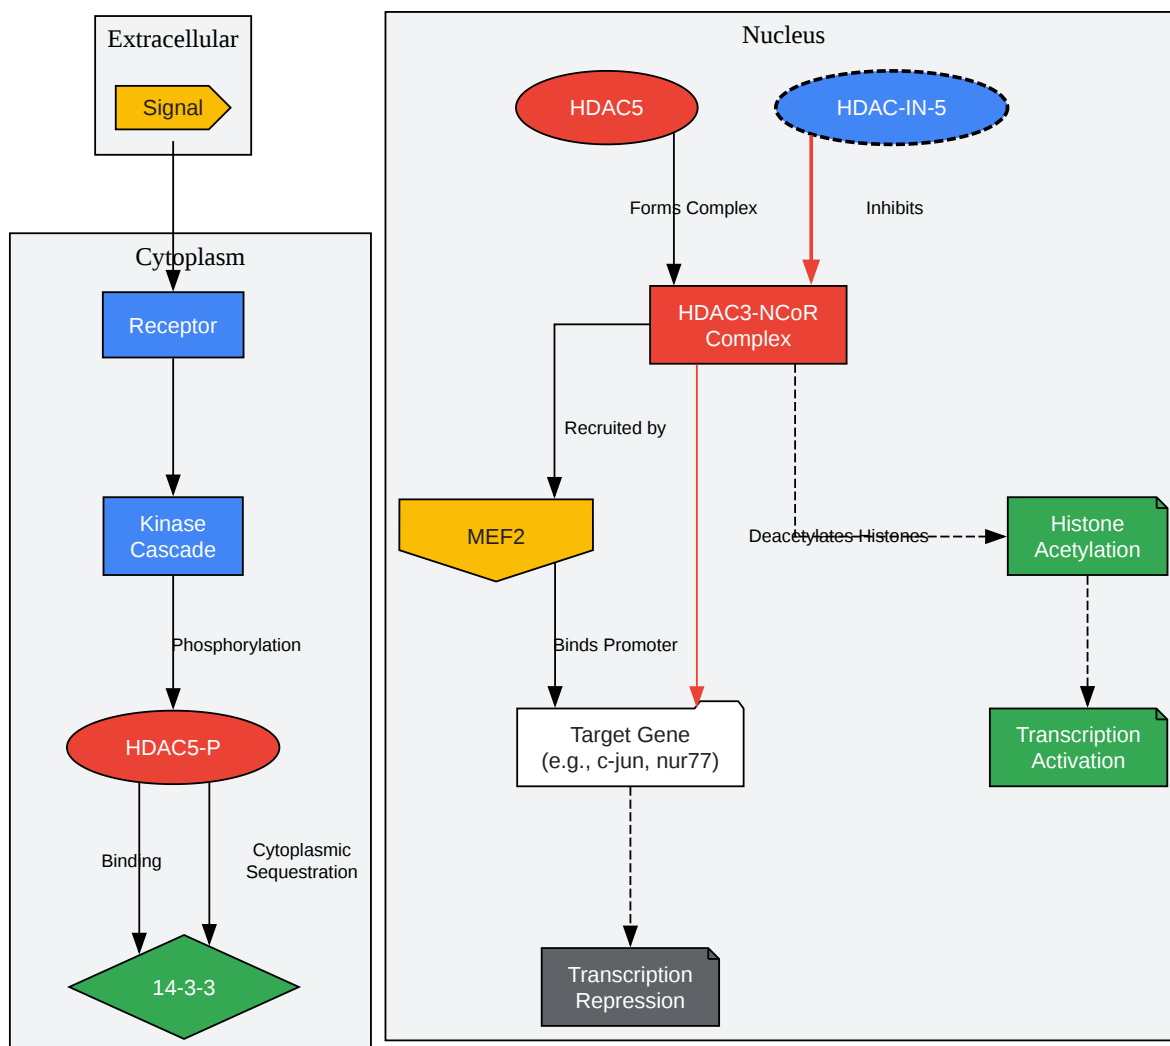 Extracellular
Signal
Cytoplasm
Receptor
Kinase
Cascade
Phosphorylation
HDAC5-P
Binding
Cytoplasmic
Sequestration
14-3-3
Nucleus
HDAC5
HDAC-IN-5
Forms Complex
Inhibits
HDAC3-NCoR
Complex
Recruited by
MEF2
Deacetylates Histones
Histone
Acetylation
Binds Promoter
Target Gene
(e.g., c-jun, nur77)
Transcription
Activation
Transcription
Repression